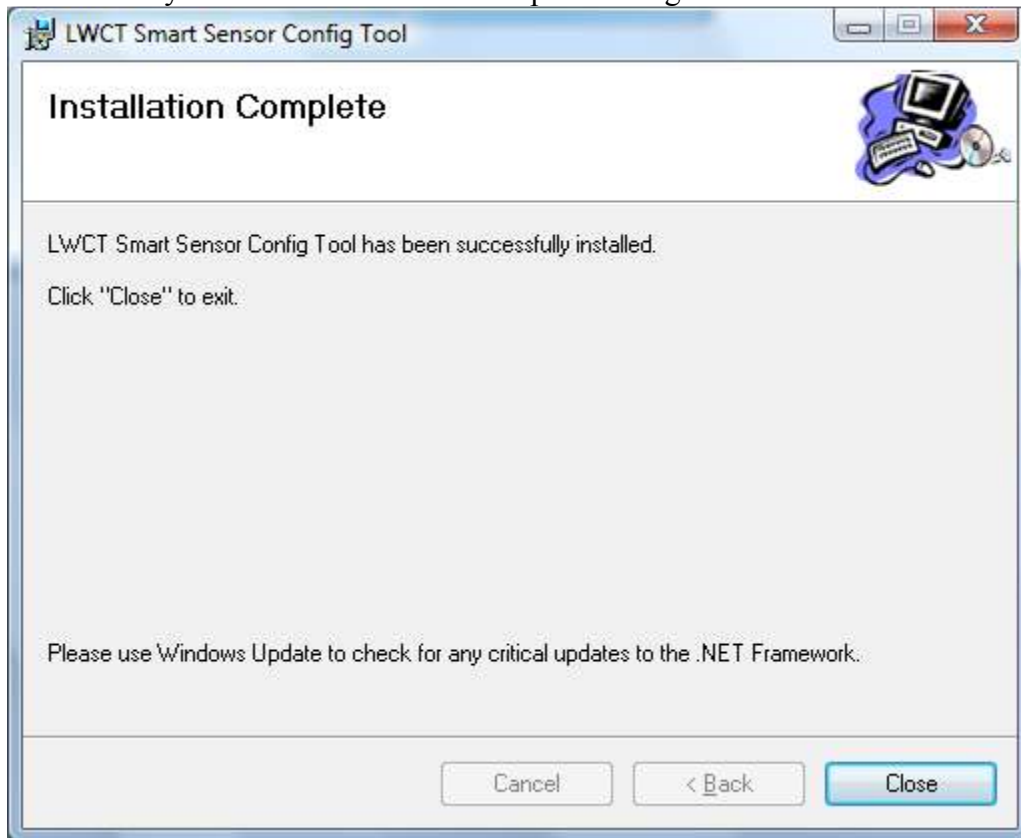 LWCT Smart Sensor Config Tool
Installation Complete
LWCT Smart Sensor Config Tool has been successfully installed.
Click "Close" to exit.
Please use Windows Update to check for any critical updates to the .NET Framework.
Cancel
< Back
Close